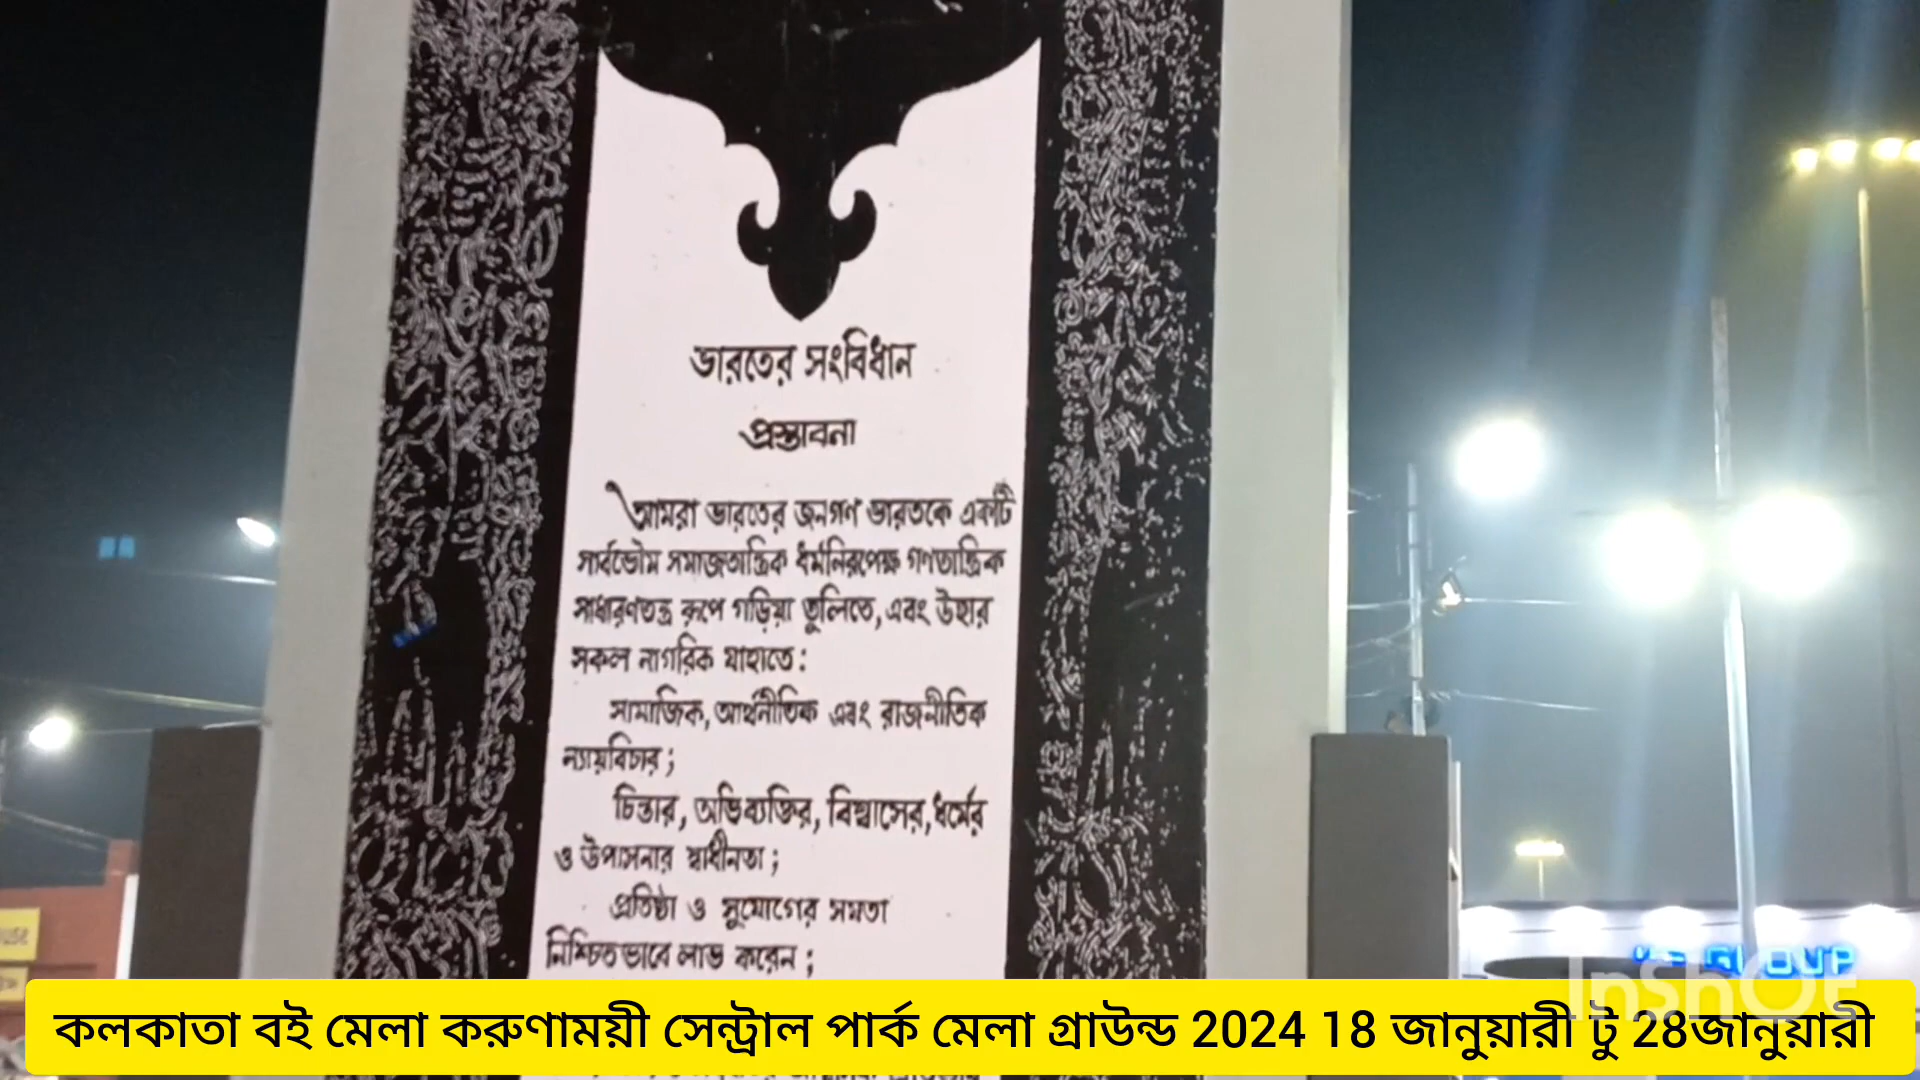 ভারতের সংবিধান
প্রস্তাবনা
আমরা ভারতের জনগণ ভারতকে একটি
সার্বভৌম সমাজতান্ত্রিক ধর্মনিরপেক্ষ গণতান্ত্রিক
সাধারণতন্ত্র রূপে গড়িয়া তুলিতে, এবং উহার
সকল নাগরিক যাহাতে:
সামাজিক, আর্থনীতিক এবং রাজনীতিক
ন্যায়বিচার;
চিন্তার, অভিব্যক্তির, বিশ্বাসের, ধর্মের
ও উপাসনার স্বাধীনতা;
প্রতিষ্ঠা ও সুযোগের সমতা
নিশ্চিতভাবে লাভ করেন;
GROUP
InShOt
কলকাতা বই মেলা করুণাময়ী সেন্ট্রাল পার্ক মেলা গ্রাউন্ড 2024 18 জানুয়ারী টু 28জানুয়ারী